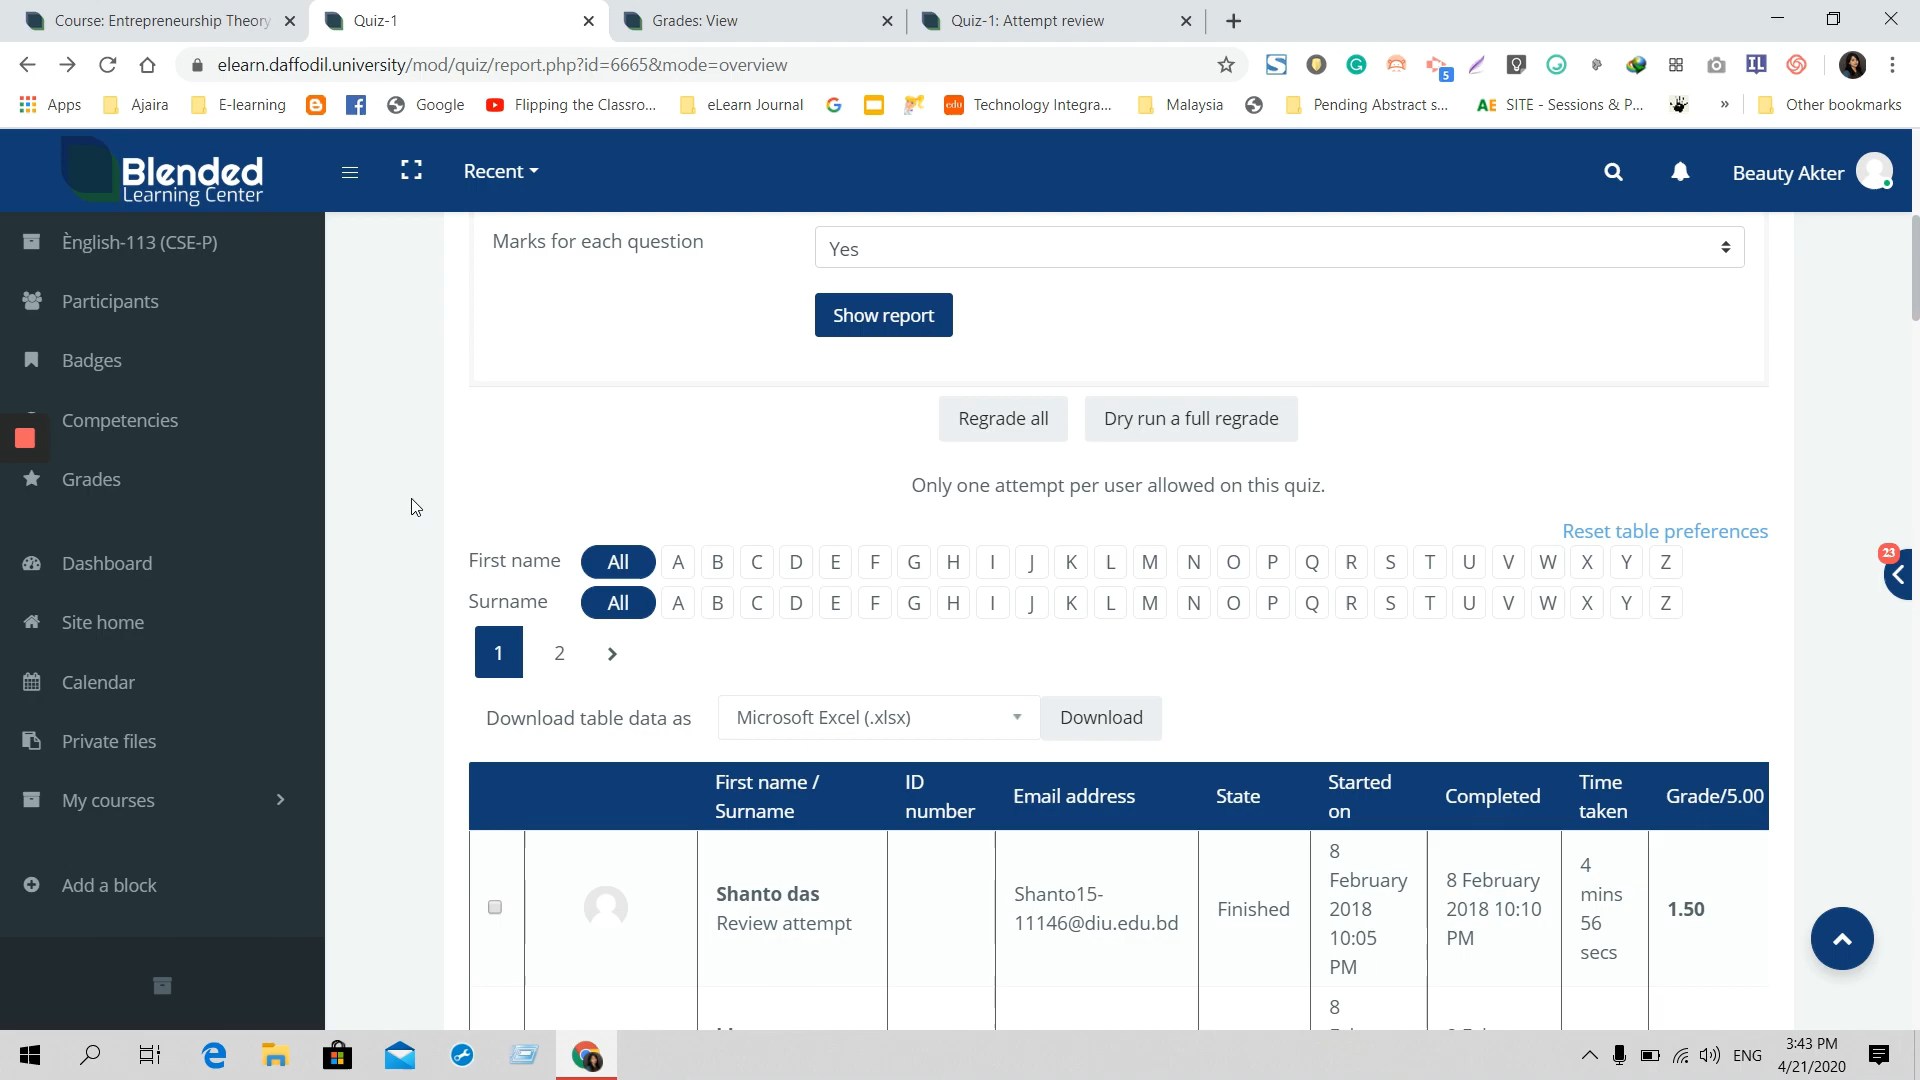 Course: Entrepreneurship Theory
Quiz-1
Grades: View
Quiz-1: Attempt review
elearn.daffodil.university/mod/quiz/report.php?id=6665&mode=overview
5
IL
Apps
Ajaira
E-learning
Google
Flipping the Classro...
eLearn Journal
edu
Technology Integra...
Malaysia
Pending Abstract s...
AE SITE - Sessions & P...
»
Other bookmarks
Blended
Learning Center
Recent
Beauty Akter
Ènglish-113 (CSE-P)
Participants
Badges
Competencies
Grades
Dashboard
Site home
Calendar
Private files
My courses
Add a block
Marks for each question
Yes
Show report
Regrade all
Dry run a full regrade
Only one attempt per user allowed on this quiz.
Reset table preferences
23
First name All A B C D E F G H I J K L M N O P Q R S T U V W X Y Z
Surname All A B C D E F G H I J K L M N O P Q R S T U V W X Y Z
1 2
Download table data as Microsoft Excel (.xlsx) Download
First name /
Surname
ID
number
Email address
State
Started
on
Completed
Time
taken
Grade/5.00
Shanto das
Review attempt
Shanto15-
11146@diu.edu.bd
Finished
8
February
2018
10:05
PM
8 February
2018 10:10
PM
4
mins
56
secs
1.50
8
ENG
3:43 PM
4/21/2020